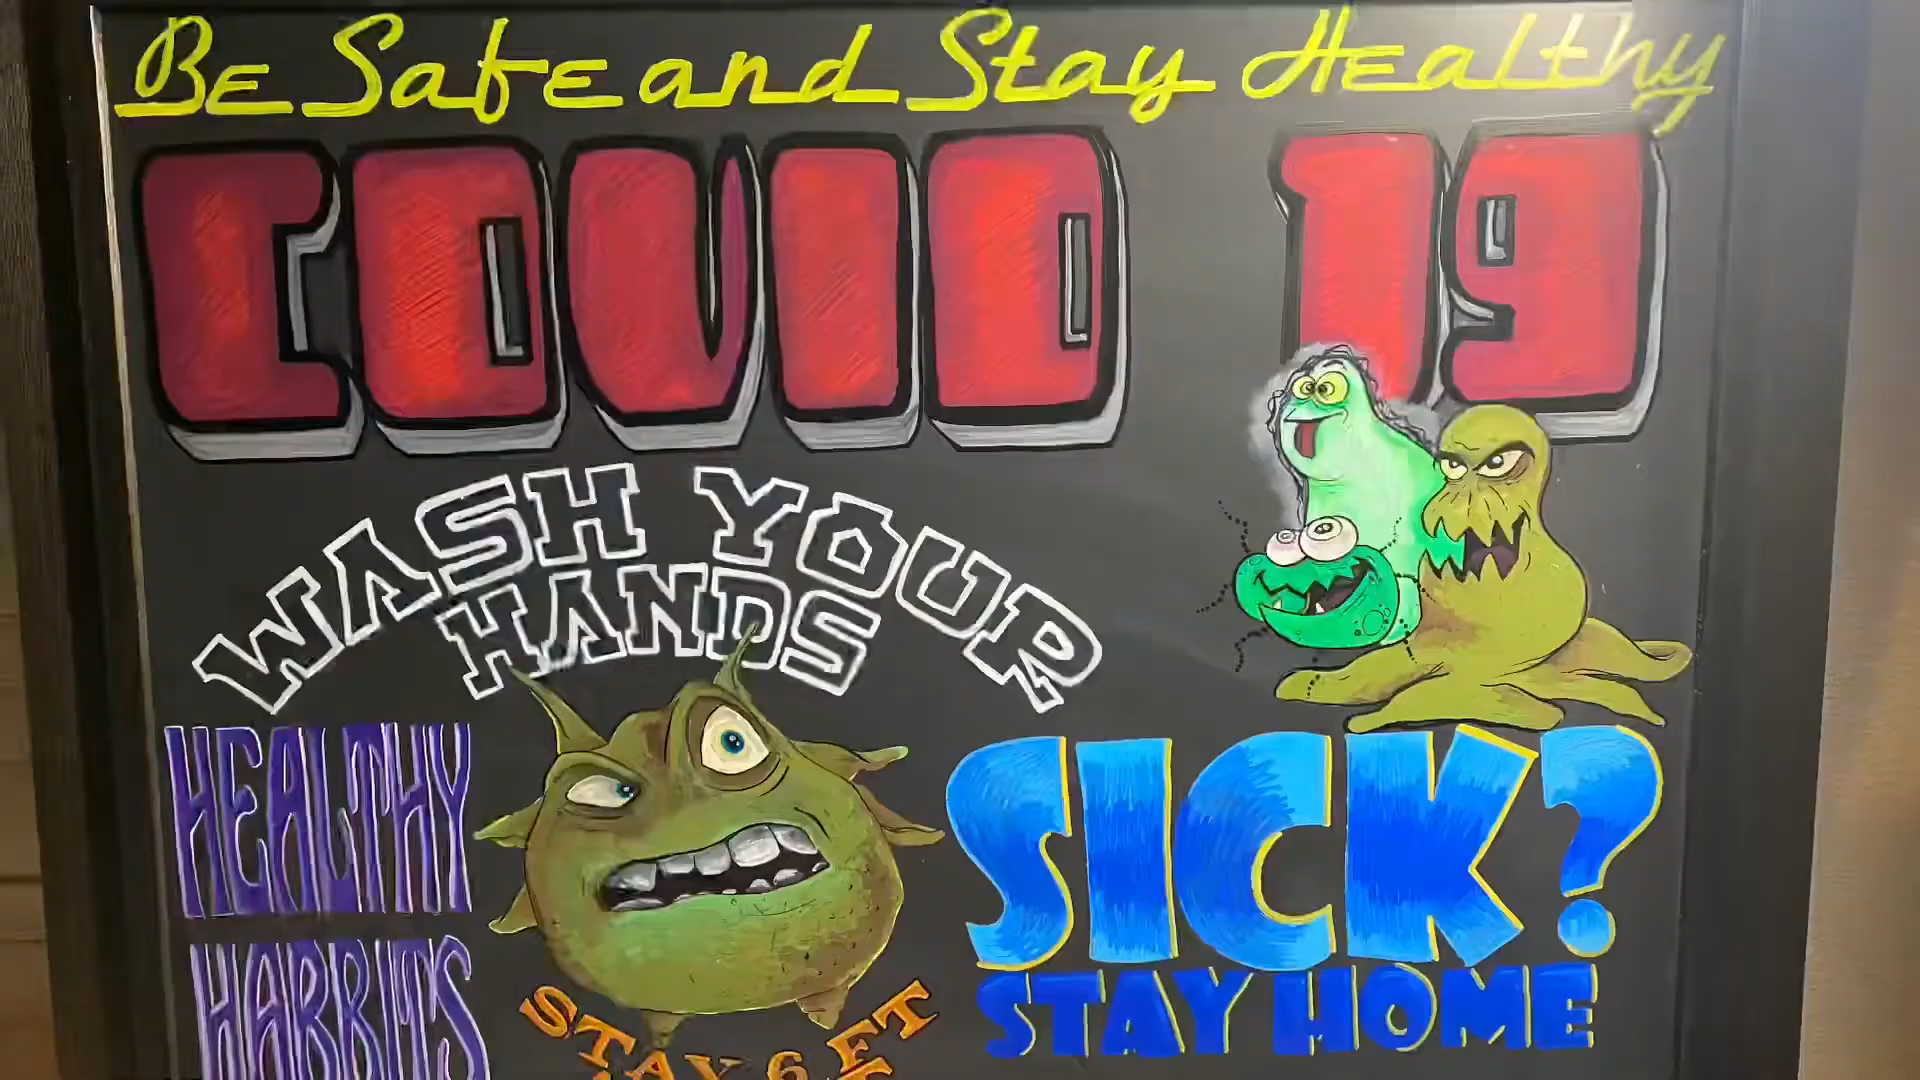 Be Safe and Stay Healthy
COVID 19
WASH YOUR
HANDS
HEALTHY
HABBITS
SICK?
STAY HOME
STAY 6 FT